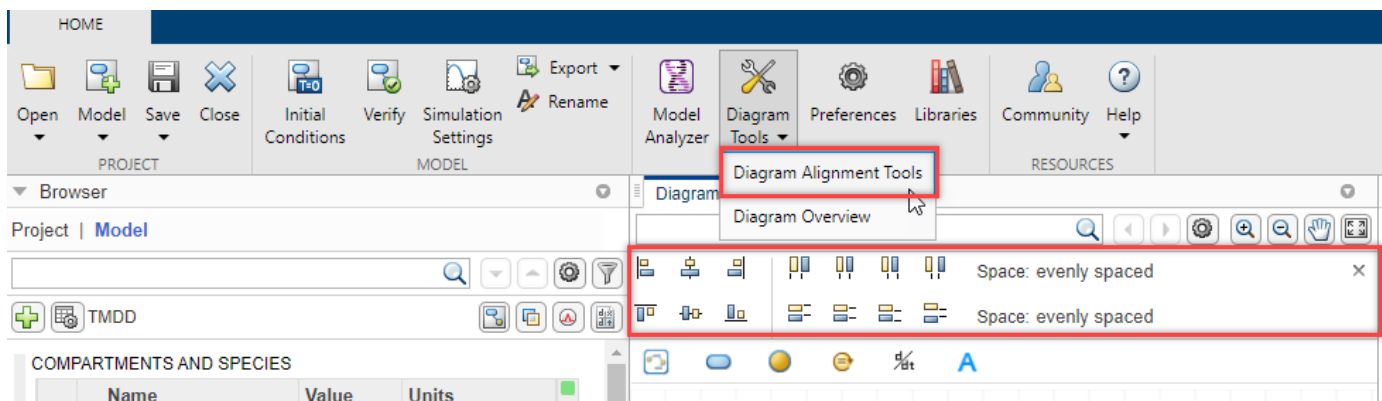 HOME
Open Model Save Close
Initial Conditions
Verify
Simulation Settings
Export
Rename
Model Analyzer
Diagram Tools
Preferences
Libraries
Community
Help
PROJECT
MODEL
RESOURCES
Diagram Alignment Tools
Diagram Overview
Browser
Project | Model
TMDD
COMPARTMENTS AND SPECIES
Name Value Units
Diagram
Space: evenly spaced
Space: evenly spaced
T=0
d/dt
A